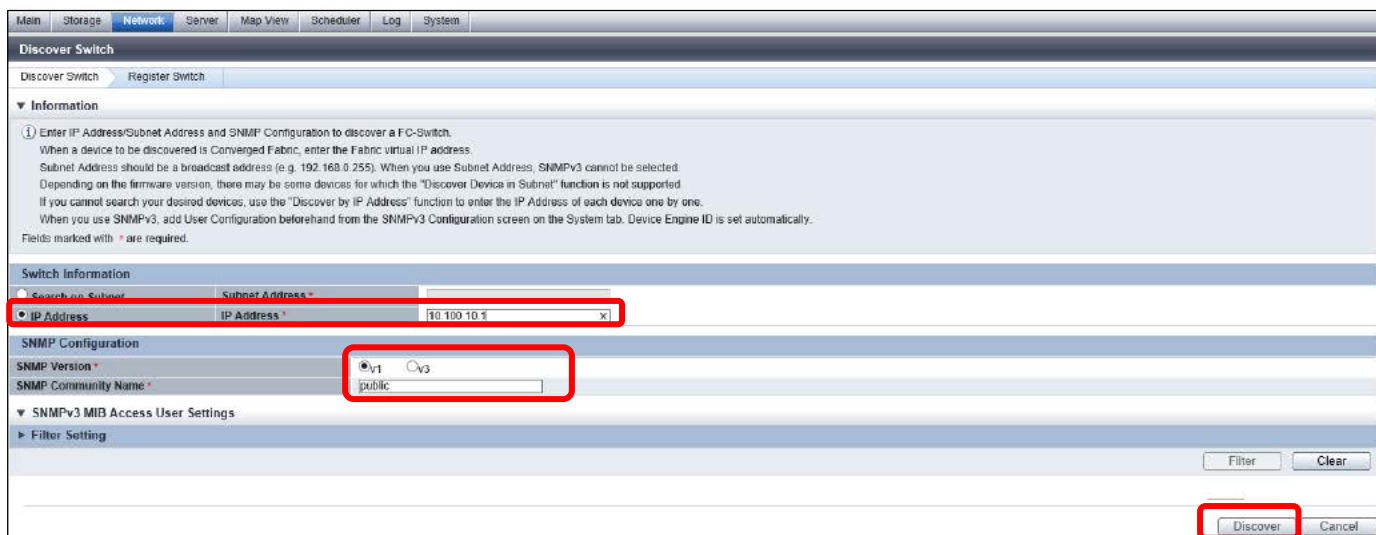 Main Storage Network Server Map View Scheduler Log System
Discover Switch
Discover Switch Register Switch
▼ Information
Enter IP Address/Subnet Address and SNMP Configuration to discover a FC-Switch.
When a device to be discovered is Converged Fabric, enter the Fabric virtual IP address.
Subnet Address should be a broadcast address (e.g. 192.168.0.255). When you use Subnet Address, SNMPv3 cannot be selected.
Depending on the firmware version, there may be some devices for which the "Discover Device in Subnet" function is not supported.
If you cannot search your desired devices, use the "Discover by IP Address" function to enter the IP Address of each device one by one.
When you use SNMPv3, add User Configuration beforehand from the SNMPv3 Configuration screen on the System tab. Device Engine ID is set automatically.
Fields marked with * are required.
Switch Information
Search on Subnet Subnet Address *
IP Address IP Address * 10.100.10.1 x
SNMP Configuration
SNMP Version * v1 v3
SNMP Community Name * public
▼ SNMPv3 MIB Access User Settings
► Filter Setting
Filter Clear
Discover Cancel